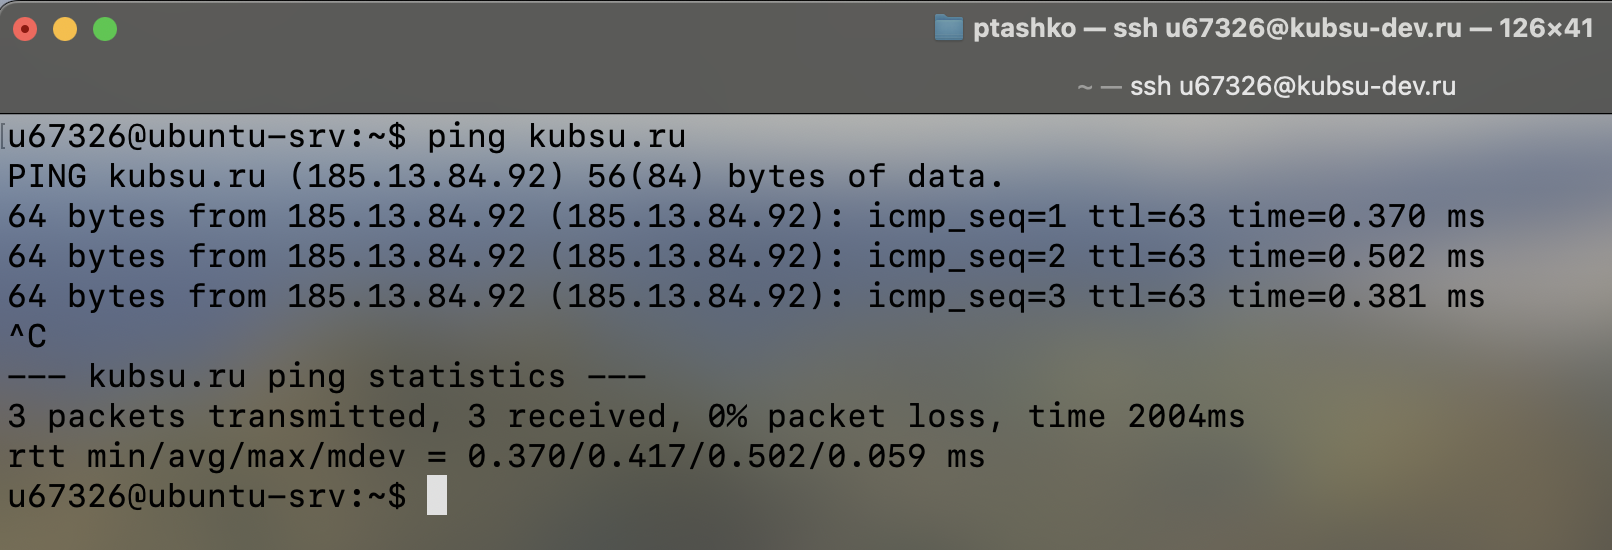 ptashko — ssh u67326@kubsu-dev.ru — 126×41
~ — ssh u67326@kubsu-dev.ru
[u67326@ubuntu-srv:~$ ping kubsu.ru
PING kubsu.ru (185.13.84.92) 56(84) bytes of data.
64 bytes from 185.13.84.92 (185.13.84.92): icmp_seq=1 ttl=63 time=0.370 ms
64 bytes from 185.13.84.92 (185.13.84.92): icmp_seq=2 ttl=63 time=0.502 ms
64 bytes from 185.13.84.92 (185.13.84.92): icmp_seq=3 ttl=63 time=0.381 ms
^C
--- kubsu.ru ping statistics ---
3 packets transmitted, 3 received, 0% packet loss, time 2004ms
rtt min/avg/max/mdev = 0.370/0.417/0.502/0.059 ms
u67326@ubuntu-srv:~$